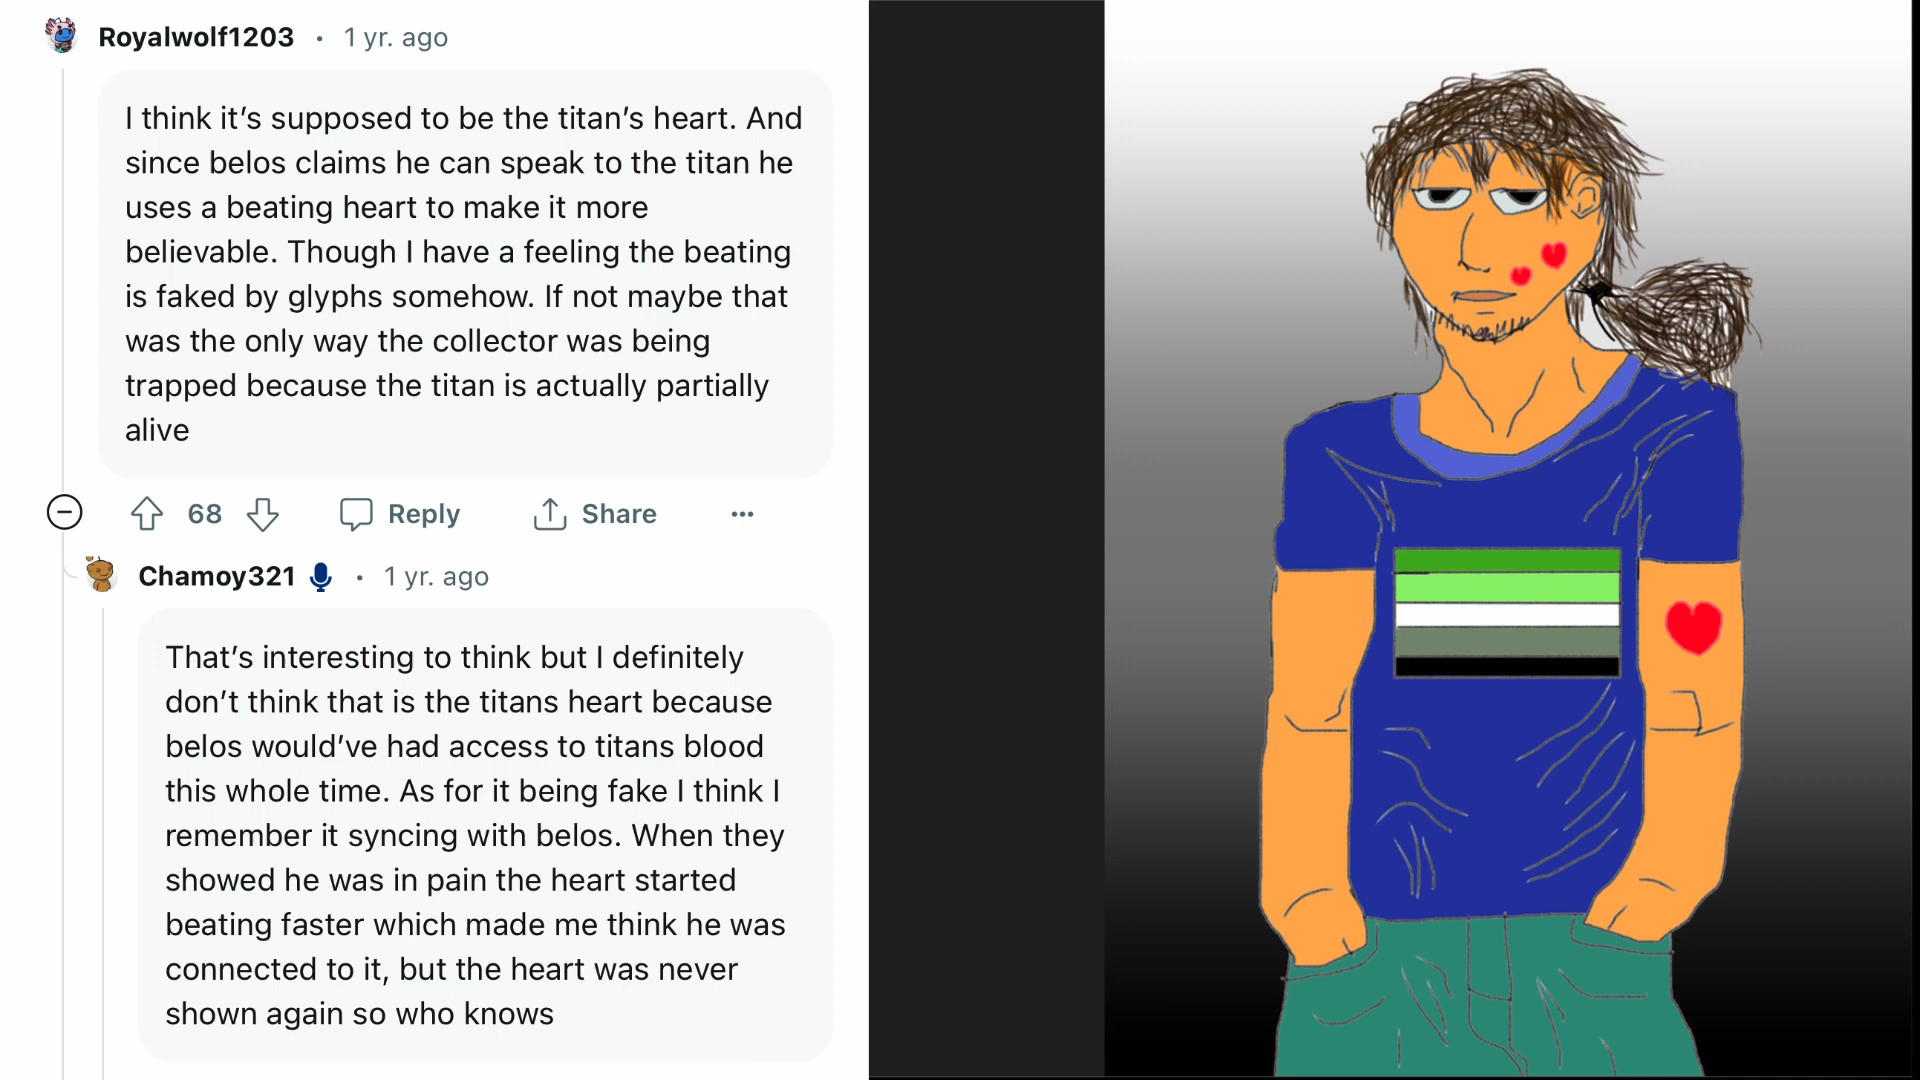 Royalwolf1203 · 1 yr. ago
I think it's supposed to be the titan's heart. And
since belos claims he can speak to the titan he
uses a beating heart to make it more
believable. Though I have a feeling the beating
is faked by glyphs somehow. If not maybe that
was the only way the collector was being
trapped because the titan is actually partially
alive
68 Reply Share ...
Chamoy321 · 1 yr. ago
That's interesting to think but I definitely
don't think that is the titans heart because
belos would've had access to titans blood
this whole time. As for it being fake I think I
remember it syncing with belos. When they
showed he was in pain the heart started
beating faster which made me think he was
connected to it, but the heart was never
shown again so who knows